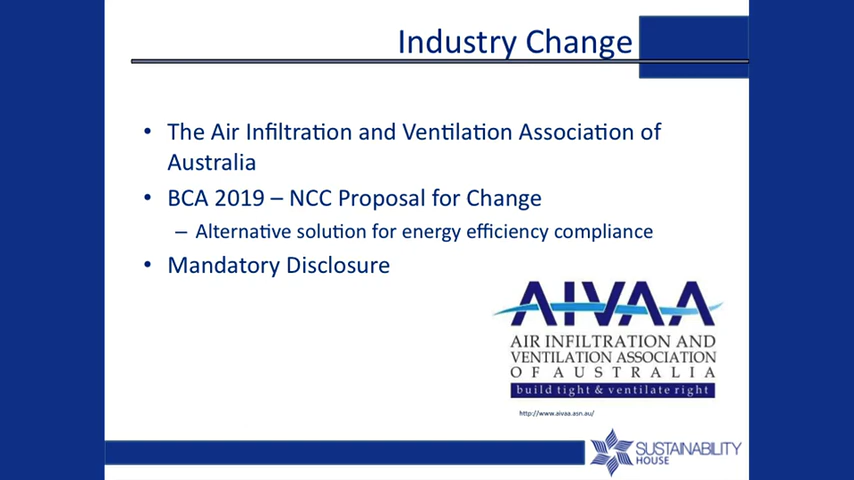 Industry Change
• The Air Infiltration and Ventilation Association of
Australia
• BCA 2019 – NCC Proposal for Change
– Alternative solution for energy efficiency compliance
• Mandatory Disclosure
AIVAA
AIR INFILTRATION AND
VENTILATION ASSOCIATION
OF AUSTRALIA
build tight & ventilate right
http://www.aivaa.asn.au/
SUSTAINABILITY
HOUSE